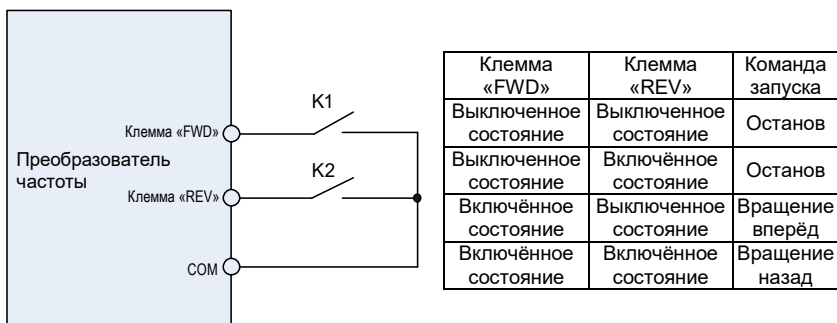 K1
Клемма «FWD»
Преобразователь
частоты
K2
Клемма «REV»
COM
Клемма «FWD» Клемма «REV» Команда запуска
Выключенное состояние Выключенное состояние Останов
Выключенное состояние Включённое состояние Останов
Включённое состояние Выключенное состояние Вращение вперёд
Включённое состояние Включённое состояние Вращение назад